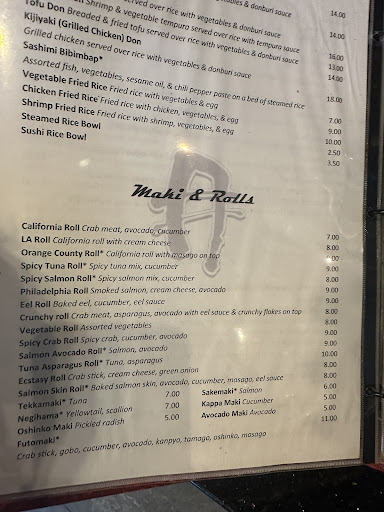 vegetables & donburi sauce 14.00
served over rice with vegetables & donburi sauce 14.00
Don Shrimp & vegetable tempura served over rice with tempura sauce 16.00
Tofu Don Breaded & fried tofu served over rice with vegetables & donburi sauce 13.00
Kijiyaki (Grilled Chicken) Don
Grilled chicken served over rice with vegetables & donburi sauce 14.00
Sashimi Bibimbap*
Assorted fish, vegetables, sesame oil, & chili pepper paste on a bed of steamed rice 18.00
Vegetable Fried Rice Fried rice with vegetables & egg 7.00
Chicken Fried Rice Fried rice with chicken, vegetables, & egg 9.00
Shrimp Fried Rice Fried rice with shrimp, vegetables, & egg 10.00
Steamed Rice Bowl 2.50
Sushi Rice Bowl 3.50
Maki & Rolls
California Roll Crab meat, avocado, cucumber 7.00
LA Roll California roll with cream cheese 8.00
Orange County Roll* California roll with masago on top 9.00
Spicy Tuna Roll* Spicy tuna mix, cucumber 8.00
Spicy Salmon Roll* Spicy salmon mix, cucumber 8.00
Philadelphia Roll Smoked salmon, cream cheese, avocado 9.00
Eel Roll Baked eel, cucumber, eel sauce 8.00
Crunchy roll Crab meat, asparagus, avocado with eel sauce & crunchy flakes on top 8.00
Vegetable Roll Assorted vegetables 8.00
Spicy Crab Roll Spicy crab, cucumber, avocado 8.00
Salmon Avocado Roll* Salmon, avocado 9.00
Tuna Asparagus Roll* Tuna, asparagus 10.00
Ecstasy Roll Crab stick, cream cheese, green onion 8.00
Salmon Skin Roll* Baked salmon skin, avocado, cucumber, masago, eel sauce 8.00
Tekkamaki* Tuna 7.00 Sakemaki* Salmon 6.00
Negihama* Yellowtail, scallion 7.00 Kappa Maki Cucumber 5.00
Oshinko Maki Pickled radish 5.00 Avocado Maki Avocado 5.00
Futomaki* 11.00
Crab stick, gobo, cucumber, avocado, kanpyo, tamago, oshinko, masago